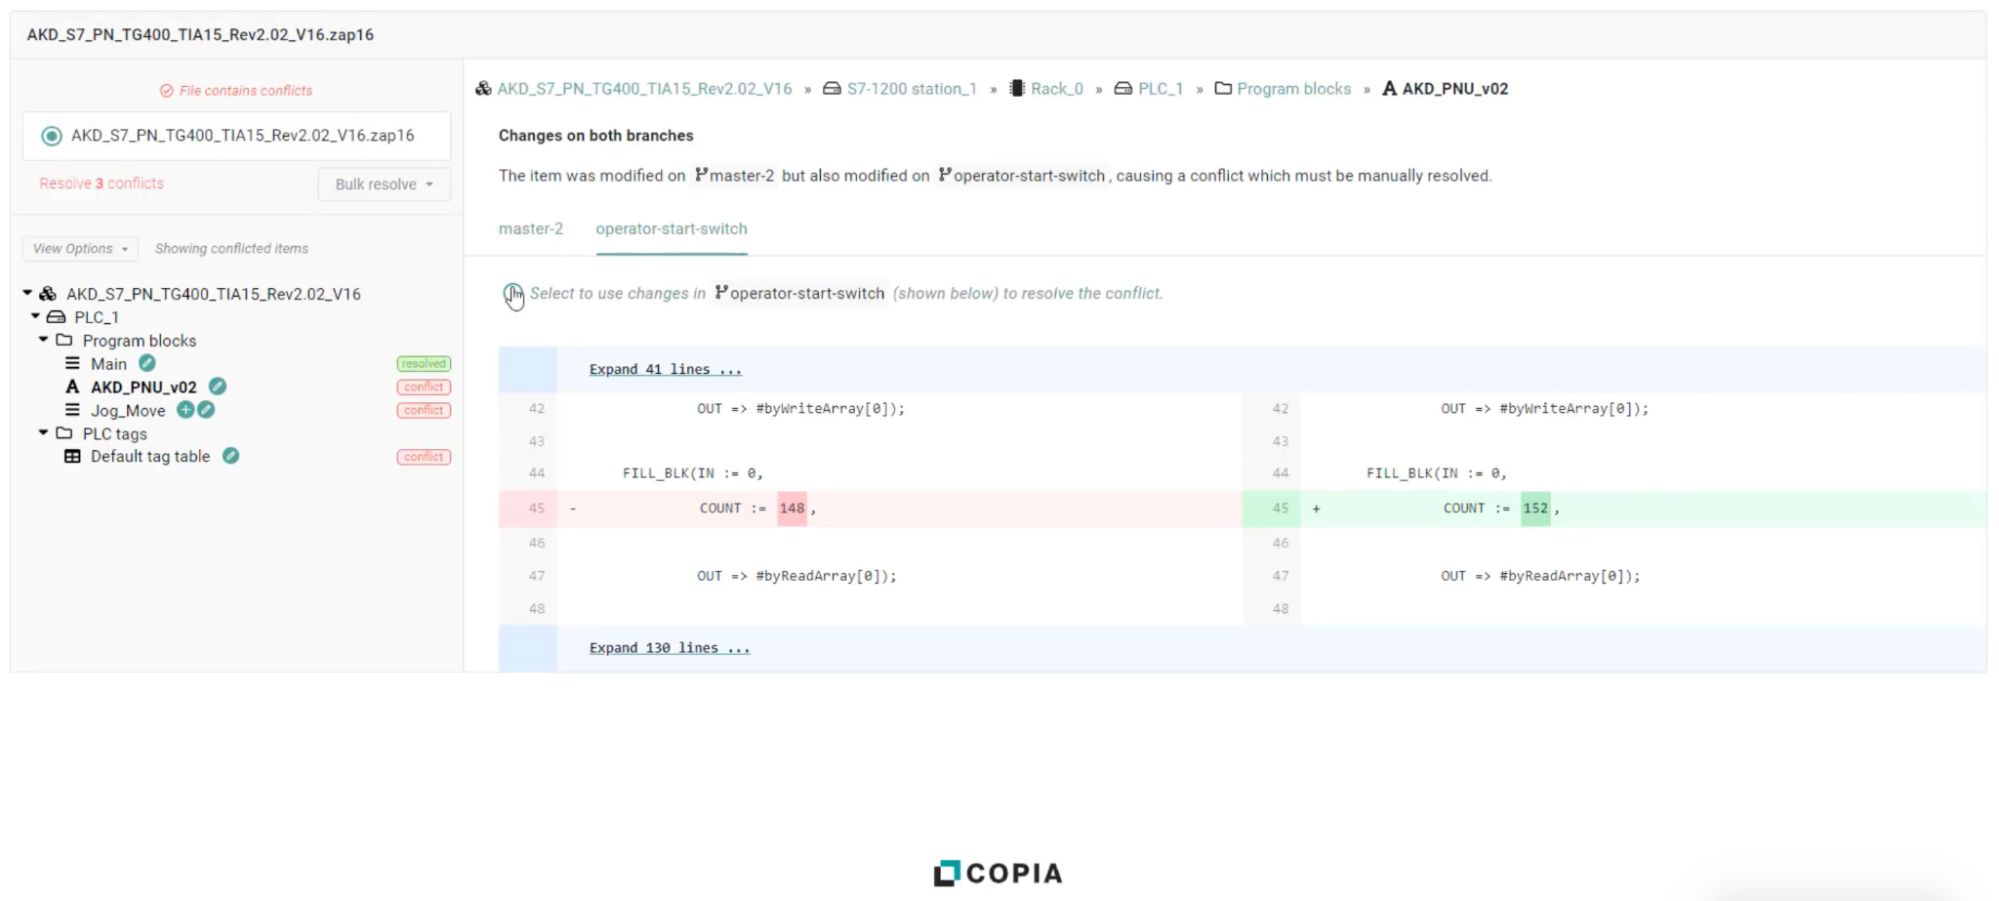 AKD_S7_PN_TG400_TIA15_Rev2.02_V16.zap16
File contains conflicts
AKD_S7_PN_TG400_TIA15_Rev2.02_V16.zap16
Resolve 3 conflicts
Bulk resolve
View Options
Showing conflicted items
AKD_S7_PN_TG400_TIA15_Rev2.02_V16
PLC_1
Program blocks
Main resolved
AKD_PNU_v02 conflict
Jog_Move conflict
PLC tags
Default tag table conflict
AKD_S7_PN_TG400_TIA15_Rev2.02_V16 » S7-1200 station_1 » Rack_0 » PLC_1 » Program blocks » AKD_PNU_v02
Changes on both branches
The item was modified on master-2 but also modified on operator-start-switch, causing a conflict which must be manually resolved.
master-2 operator-start-switch
Select to use changes in operator-start-switch (shown below) to resolve the conflict.
Expand 41 lines ...
42 OUT => #byWriteArray[0]); 42 OUT => #byWriteArray[0]);
43 43
44 FILL_BLK(IN := 0, 44 FILL_BLK(IN := 0,
45 - COUNT := 148, 45 + COUNT := 152,
46 46
47 OUT => #byReadArray[0]); 47 OUT => #byReadArray[0]);
48 48
Expand 130 lines ...
COPIA